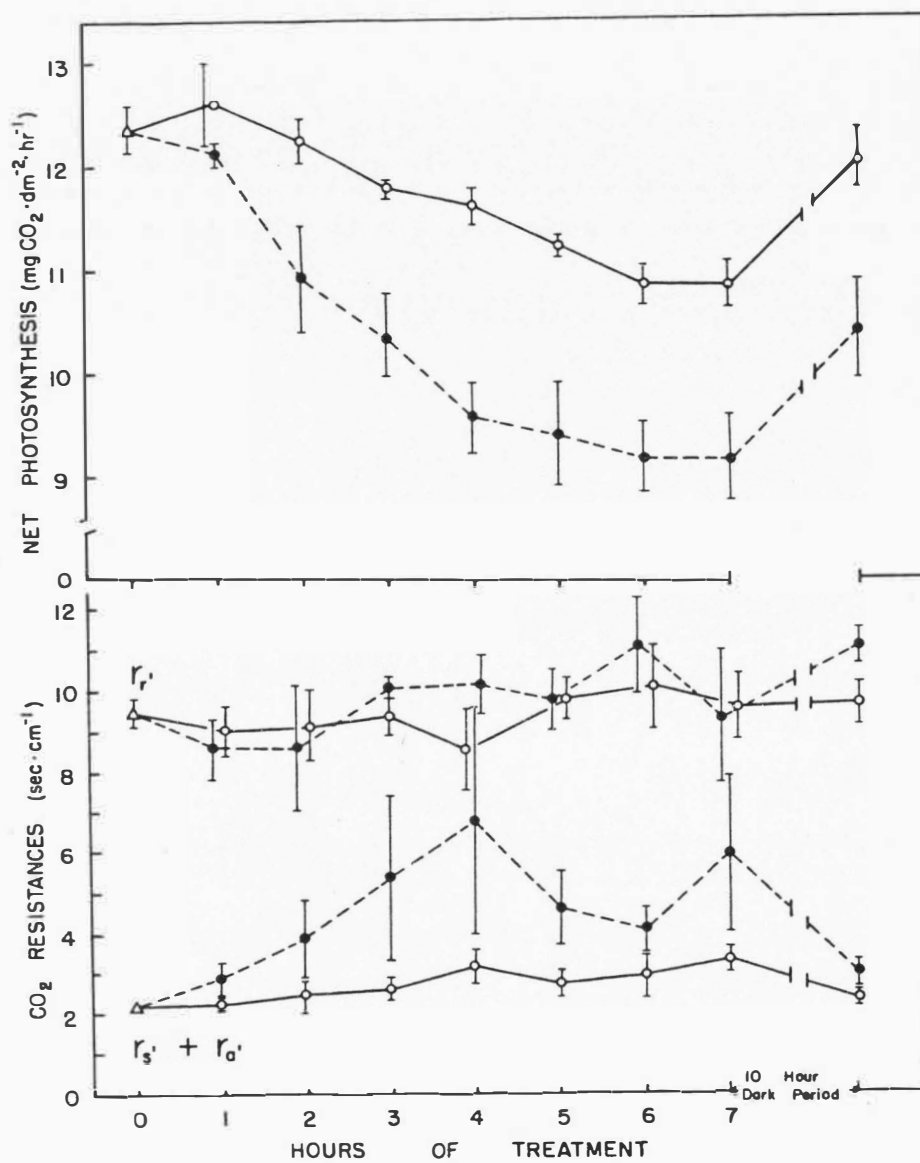 NET PHOTOSYNTHESIS (mg CO₂ · dm⁻² · hr⁻¹)
13
12
11
10
9
0
CO₂ RESISTANCES (sec · cm⁻¹)
12
10
8
6
4
2
0
rr'
rs' + ra'
10 Hour
Dark Period
0 1 2 3 4 5 6 7
HOURS OF TREATMENT